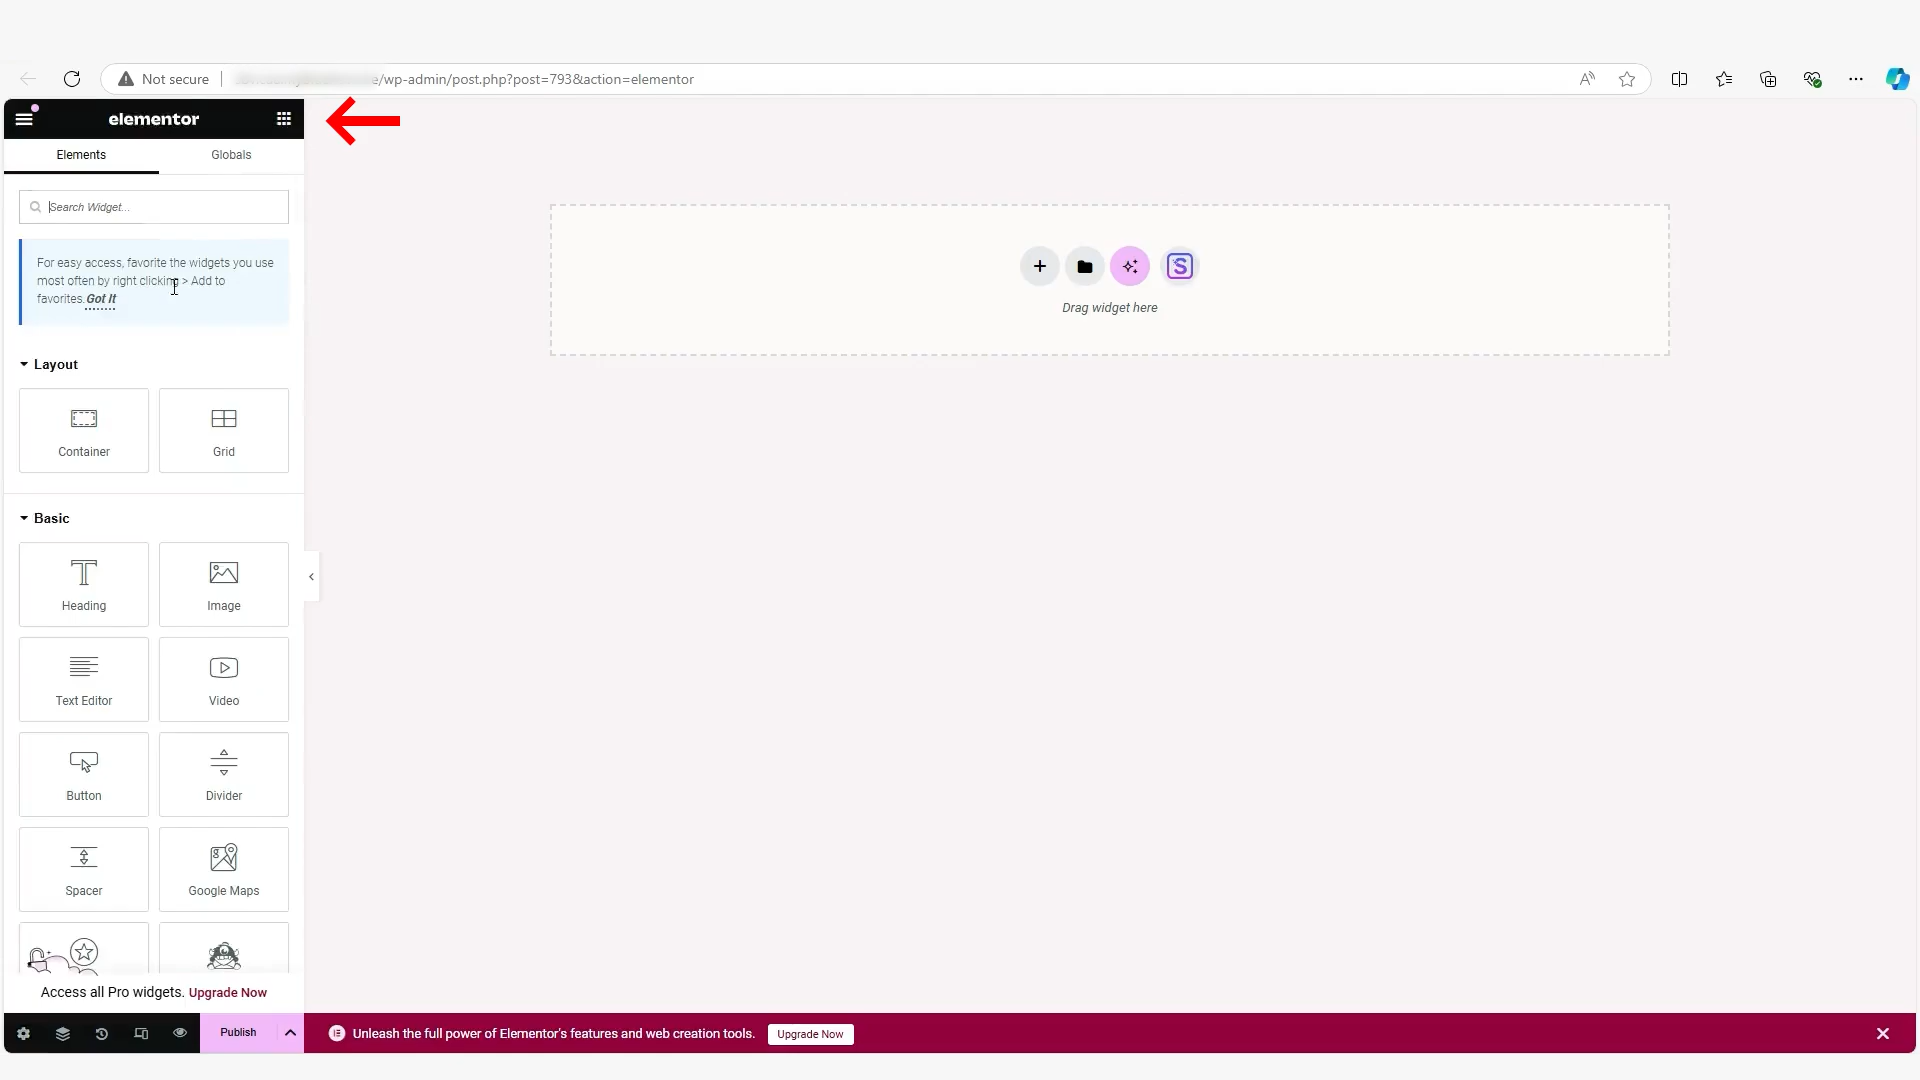 Not secure
/wp-admin/post.php?post=793&action=elementor
elementor
Elements
Globals
Search Widget...
For easy access, favorite the widgets you use
most often by right clicking > Add to
favorites. Got It
Layout
Container
Grid
Basic
Heading
Image
Text Editor
Video
Button
Divider
Spacer
Google Maps
Drag widget here
Access all Pro widgets. Upgrade Now
Publish
Unleash the full power of Elementor's features and web creation tools.
Upgrade Now